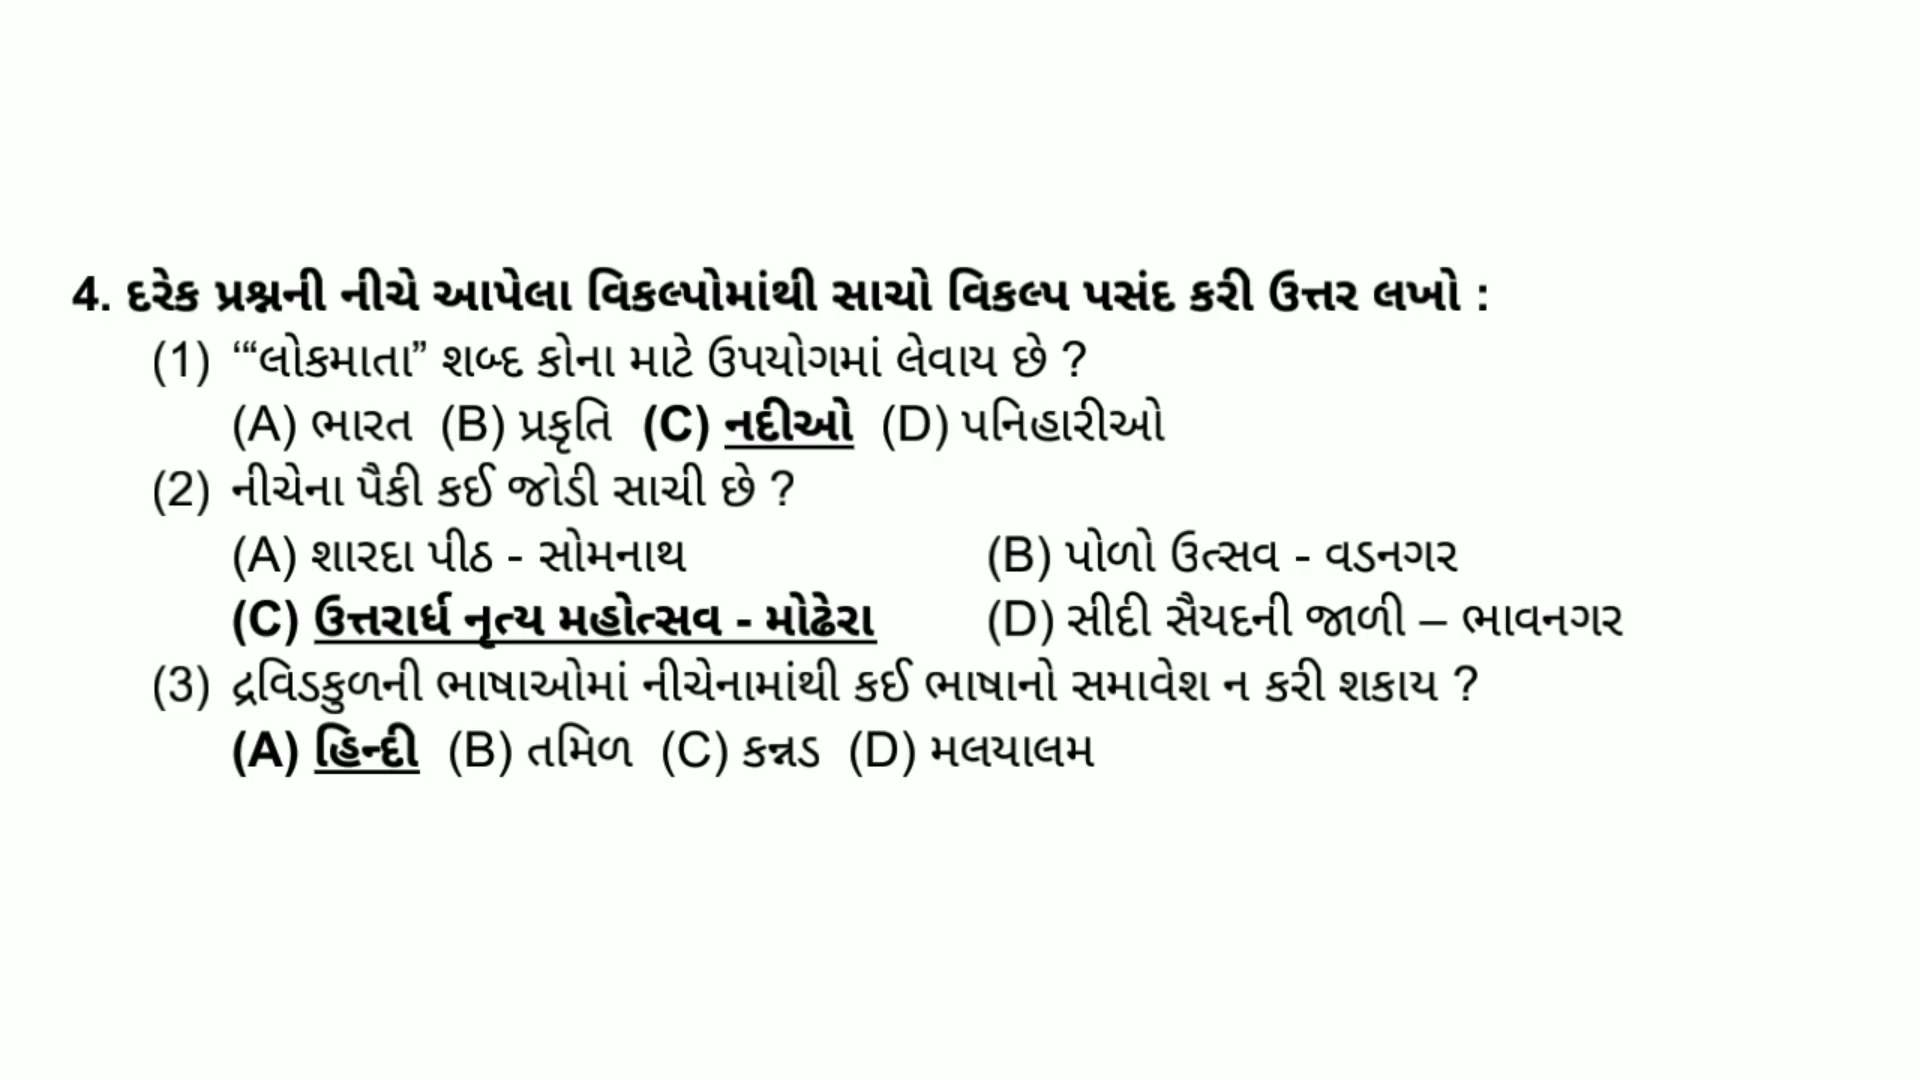 4. દરેક પ્રશ્નની નીચે આપેલા વિકલ્પોમાંથી સાચો વિકલ્પ પસંદ કરી ઉત્તર લખો :
(1) ‘“લોકમાતા” શબ્દ કોના માટે ઉપયોગમાં લેવાય છે ?
(A) ભારત (B) પ્રકૃતિ (C) નદીઓ (D) પનિહારીઓ
(2) નીચેના પૈકી કઈ જોડી સાચી છે ?
(A) શારદા પીઠ - સોમનાથ (B) પોળો ઉત્સવ - વડનગર
(C) ઉત્તરાર્ધ નૃત્ય મહોત્સવ - મોઢેરા (D) સીદી સૈયદની જાળી – ભાવનગર
(3) દ્રવિડકુળની ભાષાઓમાં નીચેનામાંથી કઈ ભાષાનો સમાવેશ ન કરી શકાય ?
(A) હિન્દી (B) તમિળ (C) કન્નડ (D) મલયાલમ